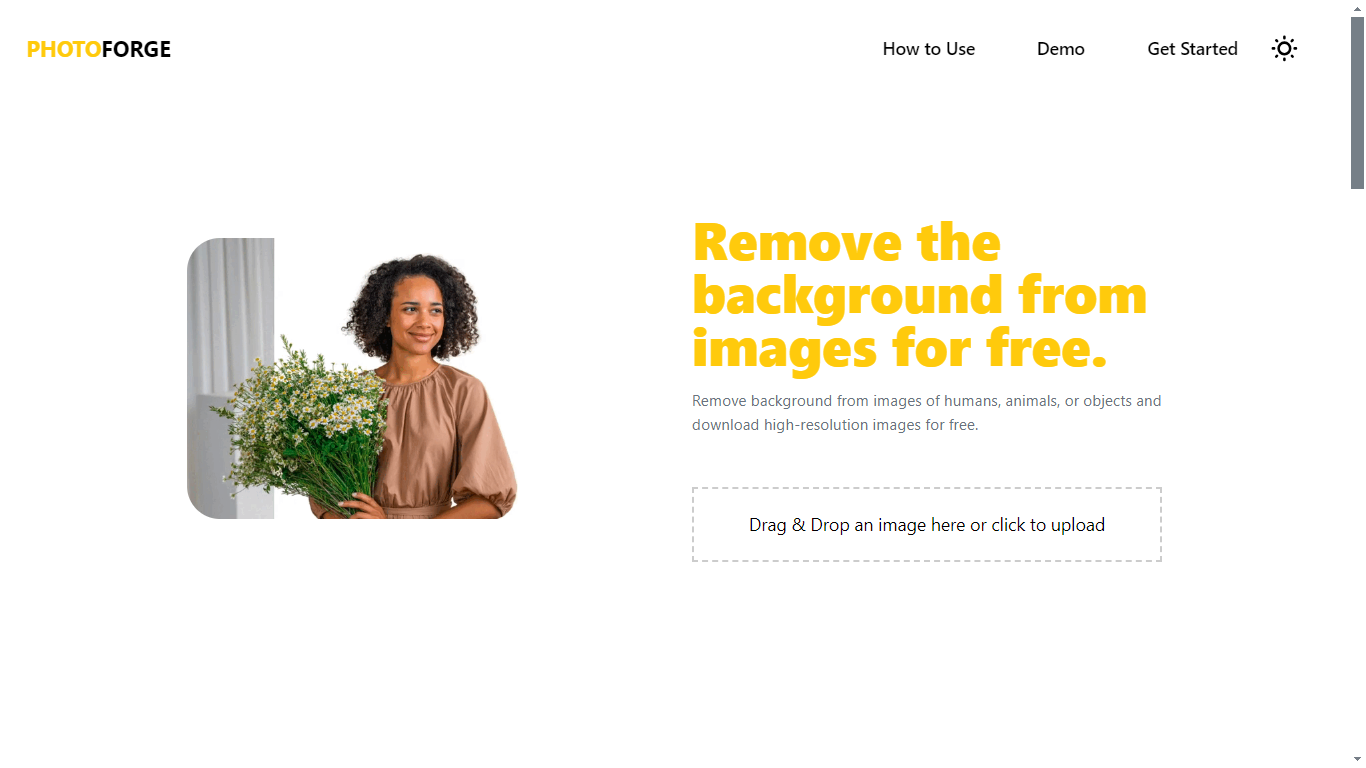 PHOTOFORGE
How to Use
Demo
Get Started
Remove the
background from
images for free.
Remove background from images of humans, animals, or objects and
download high-resolution images for free.
Drag & Drop an image here or click to upload